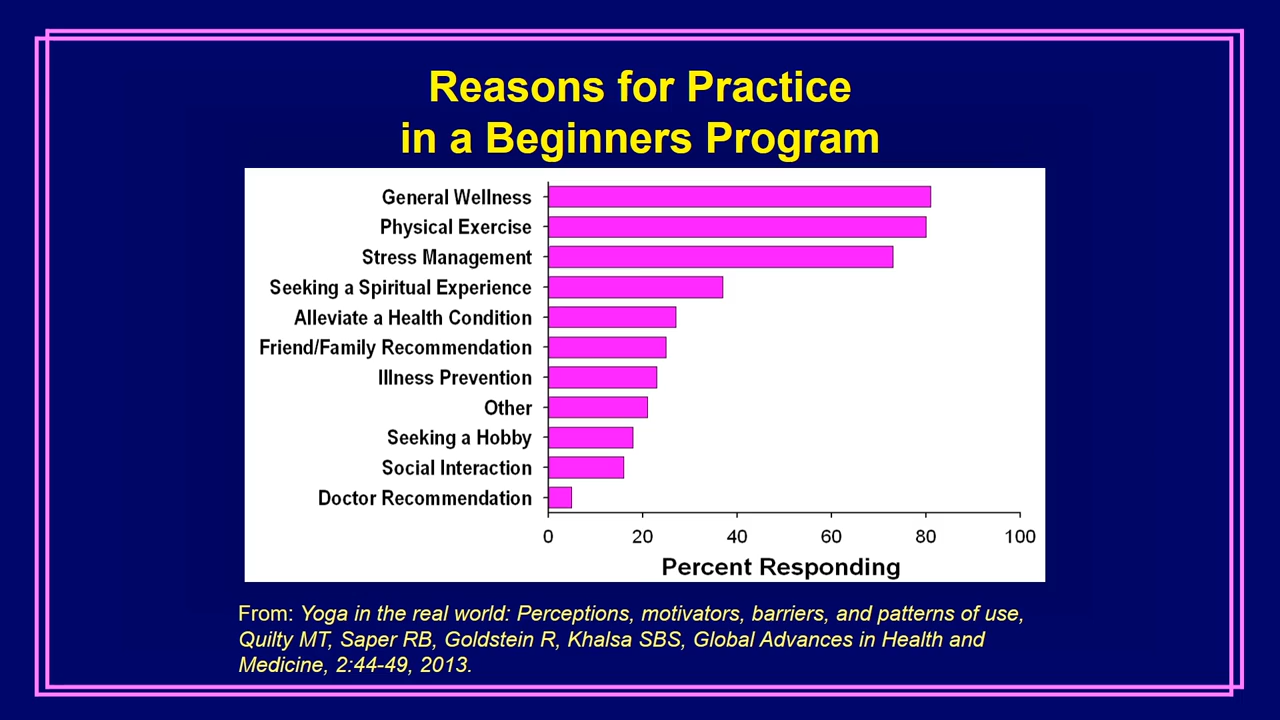 Reasons for Practice
in a Beginners Program
General Wellness
Physical Exercise
Stress Management
Seeking a Spiritual Experience
Alleviate a Health Condition
Friend/Family Recommendation
Illness Prevention
Other
Seeking a Hobby
Social Interaction
Doctor Recommendation
0 20 40 60 80 100
Percent Responding
From: Yoga in the real world: Perceptions, motivators, barriers, and patterns of use,
Quilty MT, Saper RB, Goldstein R, Khalsa SBS, Global Advances in Health and
Medicine, 2:44-49, 2013.